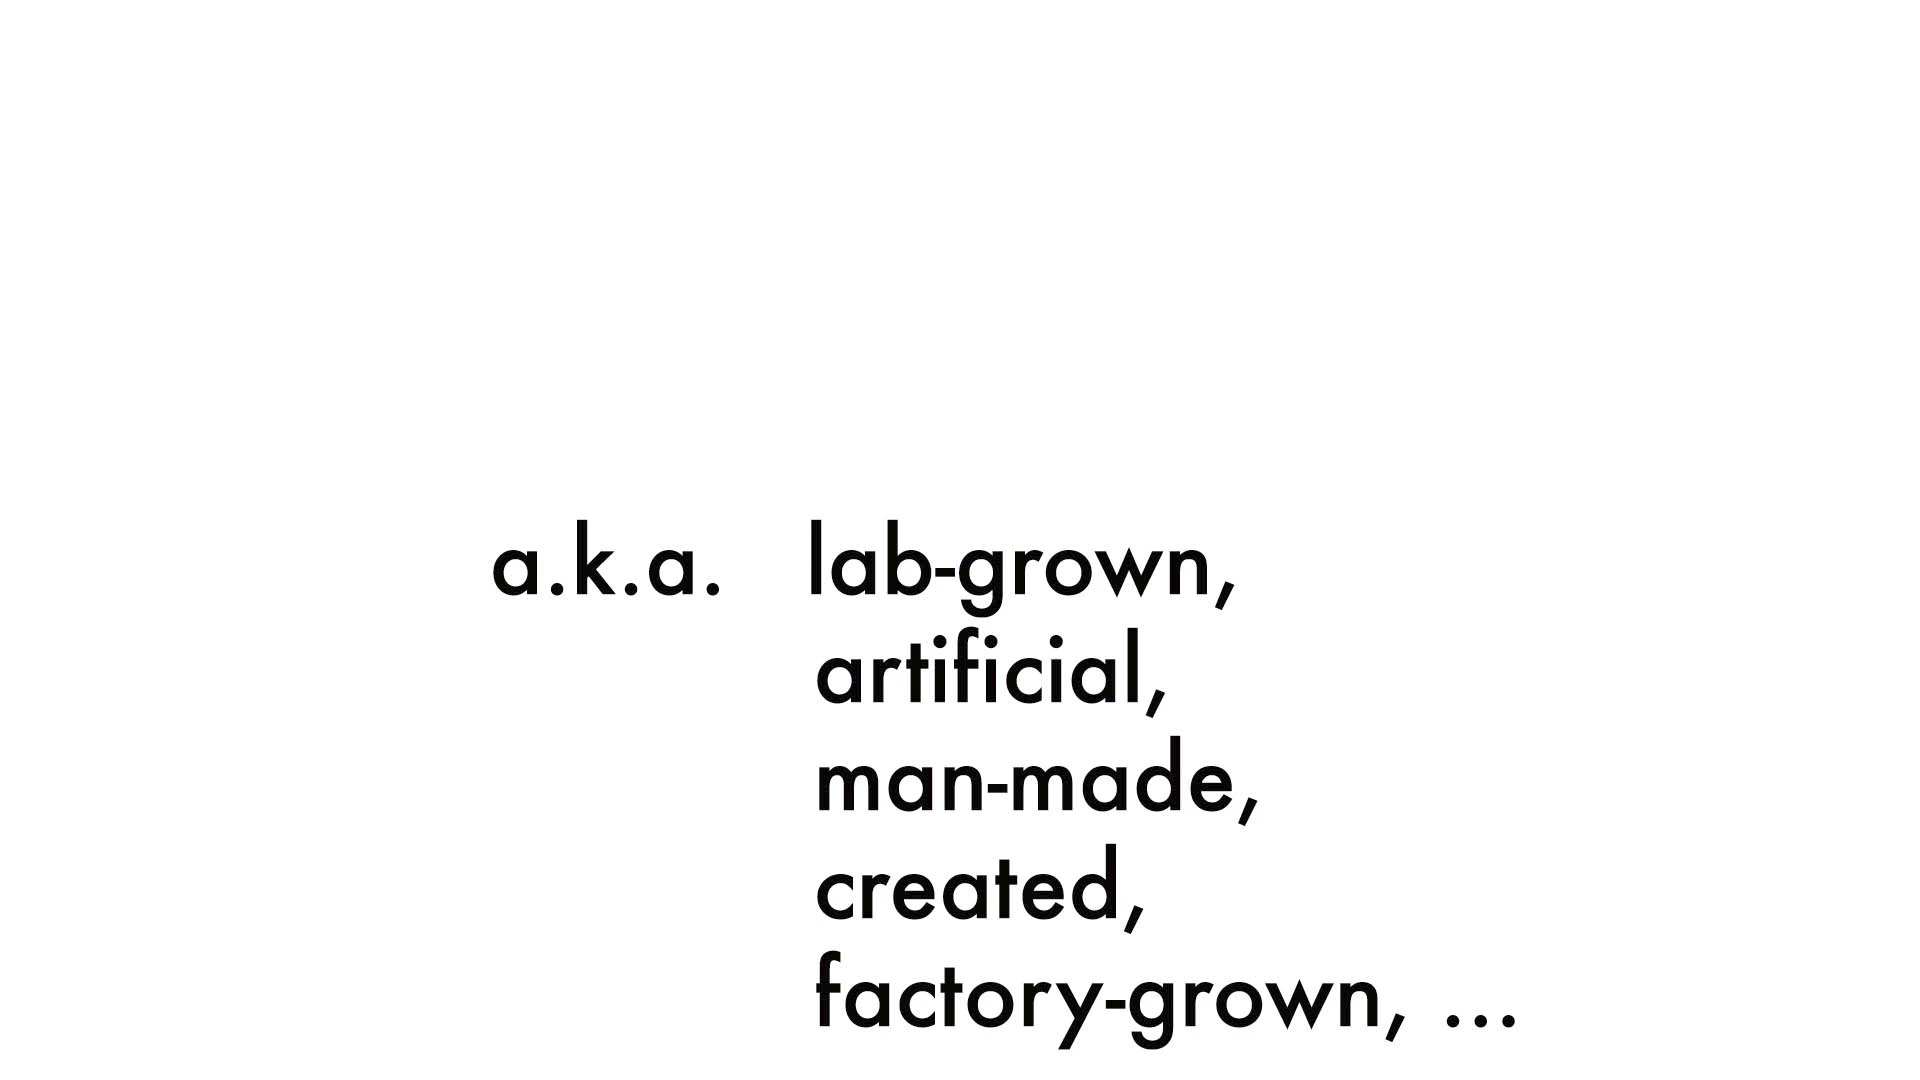 a.k.a. lab-grown,
artificial,
man-made,
created,
factory-grown, ...